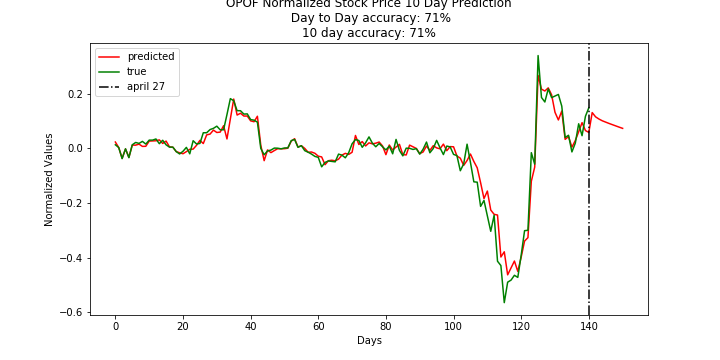 OPOF Normalized Stock Price 10 Day Prediction
Day to Day accuracy: 71%
10 day accuracy: 71%
predicted
true
april 27
Normalized Values
0.2
0.0
−0.2
−0.4
−0.6
0 20 40 60 80 100 120 140
Days